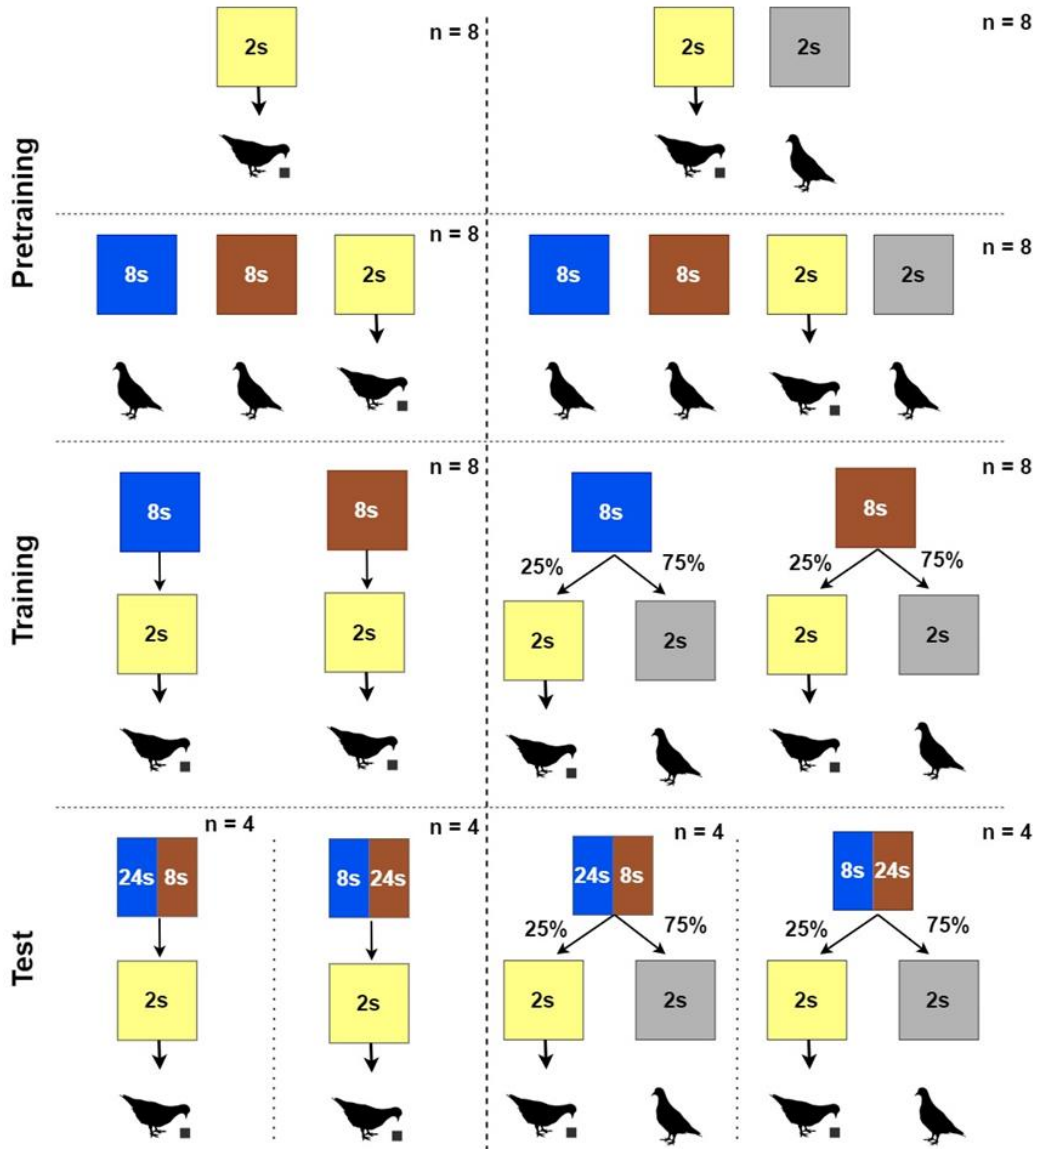 n = 8
2s
n = 8
2s 2s
Pretraining
n = 8
8s 8s 2s
n = 8
8s 8s 2s 2s
Training
n = 8
8s 8s
2s 2s
n = 8
8s 8s
25% 75% 25% 75%
2s 2s 2s 2s
Test
n = 4
24s 8s
2s
n = 4
8s 24s
2s
n = 4
24s 8s
25% 75%
2s 2s
n = 4
8s 24s
25% 75%
2s 2s